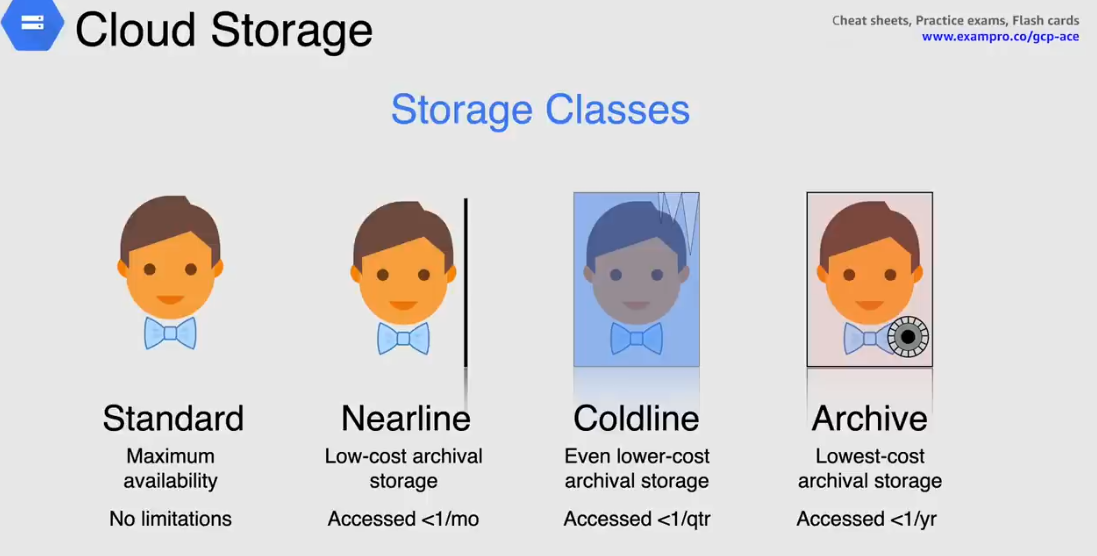 Cloud Storage
Cheat sheets, Practice exams, Flash cards
www.exampro.co/gcp-ace
Storage Classes
Standard
Maximum
availability
No limitations
Nearline
Low-cost archival
storage
Accessed <1/mo
Coldline
Even lower-cost
archival storage
Accessed <1/qtr
Archive
Lowest-cost
archival storage
Accessed <1/yr